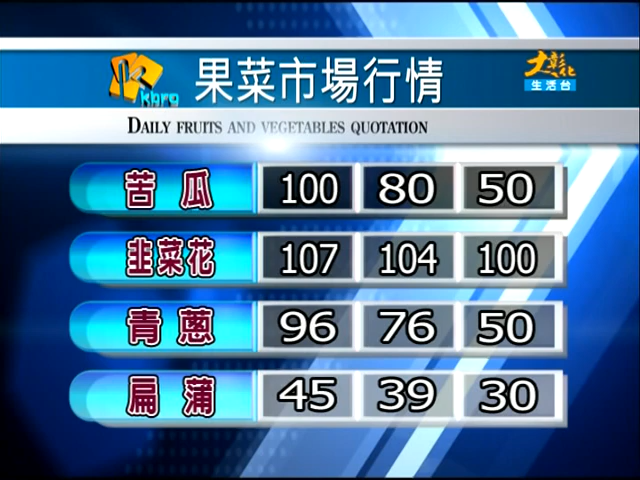 kbro
果菜市場行情
大彰化
生活台
DAILY FRUITS AND VEGETABLES QUOTATION
苦瓜 100 80 50
韭菜花 107 104 100
青蔥 96 76 50
扁蒲 45 39 30